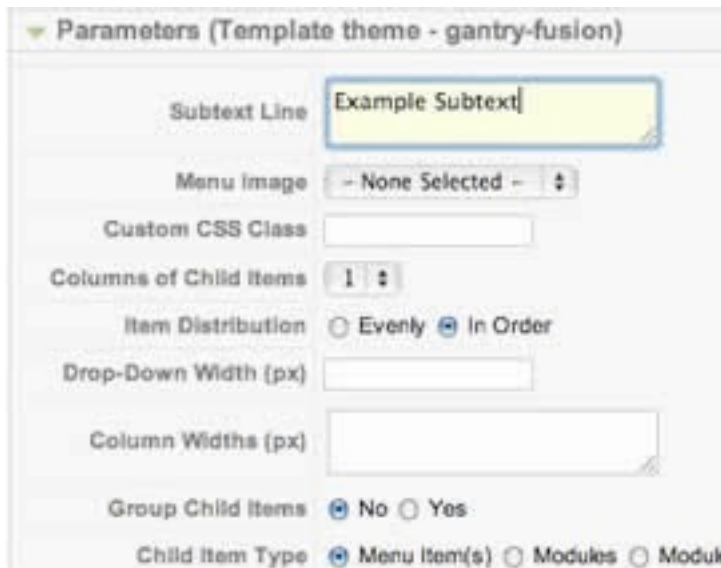 Parameters (Template theme - gantry-fusion)
Subtext Line Example Subtext
Menu Image - None Selected -
Custom CSS Class
Columns of Child Items 1
Item Distribution Evenly In Order
Drop-Down Width (px)
Column Widths (px)
Group Child Items No Yes
Child Item Type Menu Item(s) Modules Modul